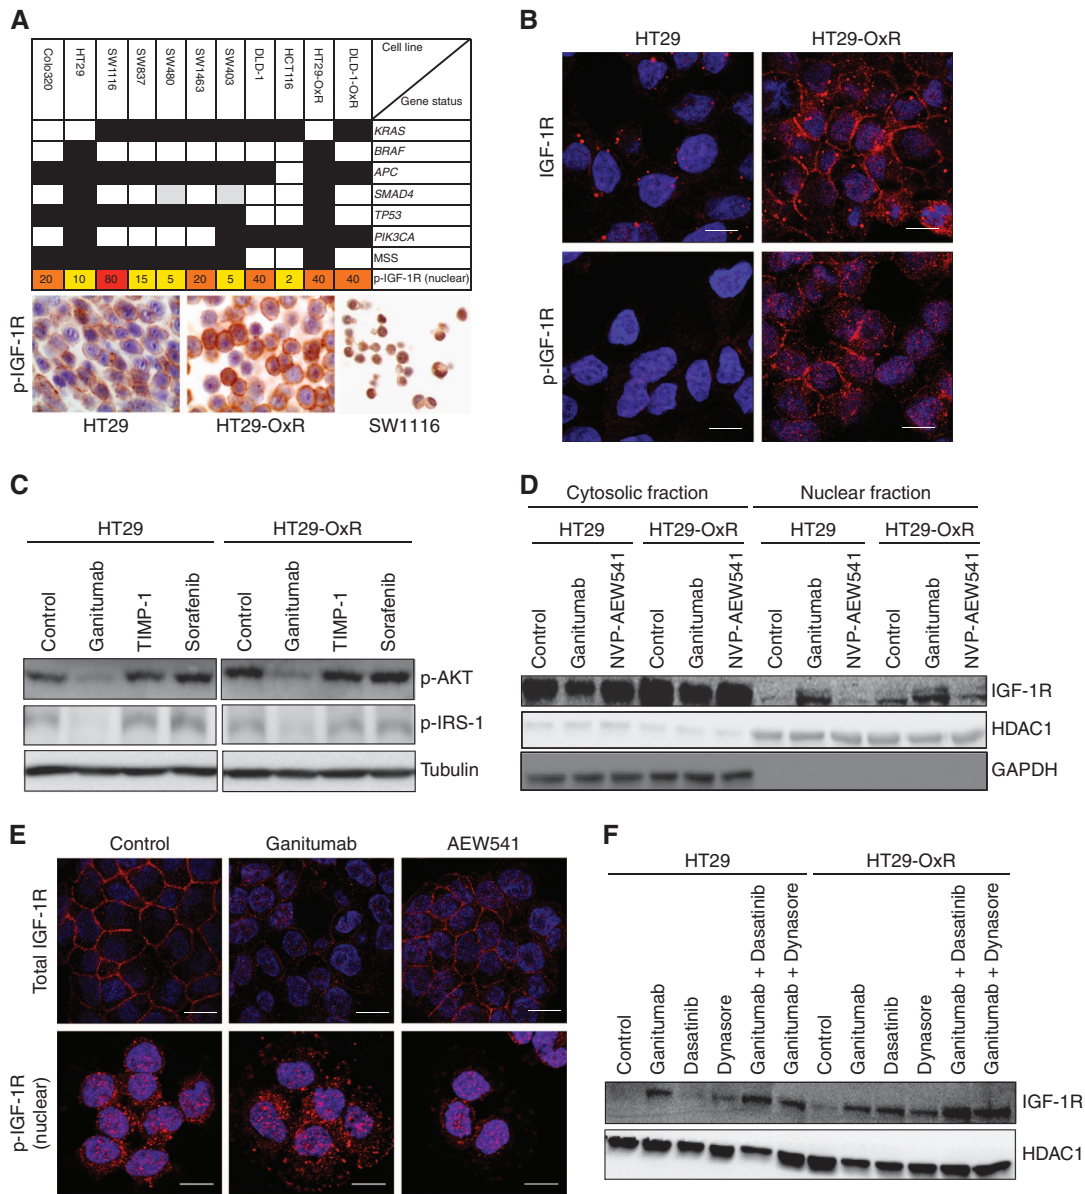 A
Colo320
HT29
SW1116
SW837
SW480
SW1463
SW403
DLD-1
HCT116
HT29-OxR
DLD-1-OxR
Cell line
Gene status
KRAS
BRAF
APC
SMAD4
TP53
PIK3CA
MSS
20 10 80 15 5 20 5 40 2 40 40 p-IGF-1R (nuclear)
p-IGF-1R
HT29 HT29-OxR SW1116
B
HT29 HT29-OxR
IGF-1R
p-IGF-1R
C
HT29 HT29-OxR
Control
Ganitumab
TIMP-1
Sorafenib
Control
Ganitumab
TIMP-1
Sorafenib
p-AKT
p-IRS-1
Tubulin
D
Cytosolic fraction Nuclear fraction
HT29 HT29-OxR HT29 HT29-OxR
Control
Ganitumab
NVP-AEW541
Control
Ganitumab
NVP-AEW541
Control
Ganitumab
NVP-AEW541
Control
Ganitumab
NVP-AEW541
IGF-1R
HDAC1
GAPDH
E
Control Ganitumab AEW541
Total IGF-1R
p-IGF-1R
(nuclear)
F
HT29 HT29-OxR
Control
Ganitumab
Dasatinib
Dynasore
Ganitumab + Dasatinib
Ganitumab + Dynasore
Control
Ganitumab
Dasatinib
Dynasore
Ganitumab + Dasatinib
Ganitumab + Dynasore
IGF-1R
HDAC1